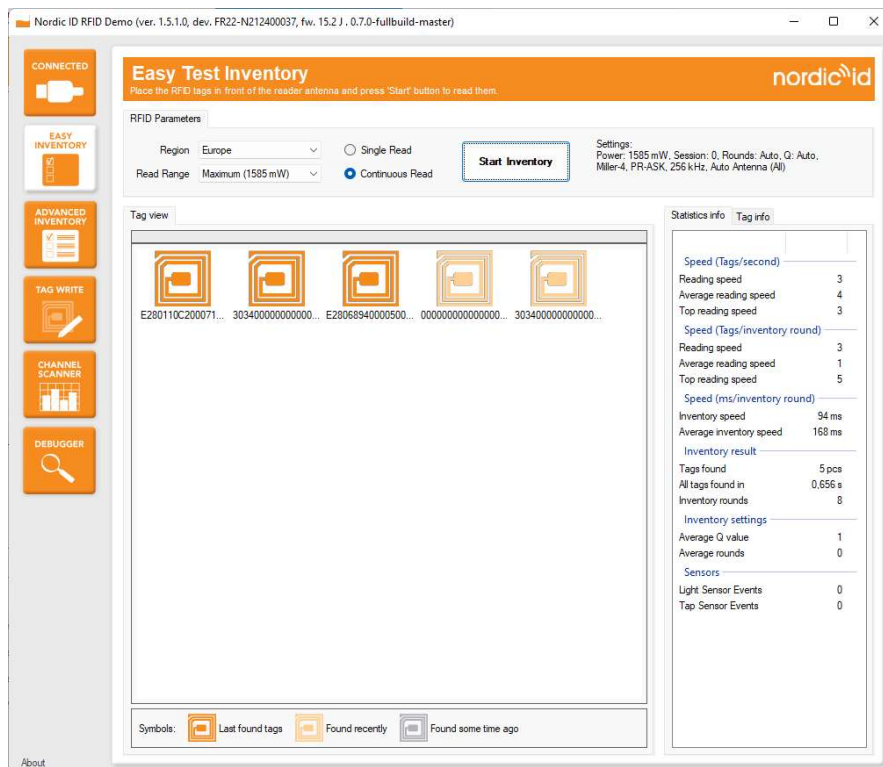 Nordic ID RFID Demo (ver. 1.5.1.0, dev. FR22-N212400037, fw. 15.2 J . 0.7.0-fullbuild-master)
CONNECTED
EASY
INVENTORY
ADVANCED
INVENTORY
TAG WRITE
CHANNEL
SCANNER
DEBUGGER
About
Easy Test Inventory
Place the RFID tags in front of the reader antenna and press 'Start' button to read them.
nordic id
RFID Parameters
Region Europe
Read Range Maximum (1585 mW)
Single Read
Continuous Read
Start Inventory
Settings:
Power: 1585 mW, Session: 0, Rounds: Auto, Q: Auto,
Miller-4, PR-ASK, 256 kHz, Auto Antenna (All)
Tag view
E280110C200071... 303400000000000... E28068940000500... 000000000000000... 303400000000000...
Symbols: Last found tags Found recently Found some time ago
Statistics info Tag info
Speed (Tags/second)
Reading speed 3
Average reading speed 4
Top reading speed 3
Speed (Tags/inventory round)
Reading speed 3
Average reading speed 1
Top reading speed 5
Speed (ms/inventory round)
Inventory speed 94 ms
Average inventory speed 168 ms
Inventory result
Tags found 5 pcs
All tags found in 0,656 s
Inventory rounds 8
Inventory settings
Average Q value 1
Average rounds 0
Sensors
Light Sensor Events 0
Tap Sensor Events 0